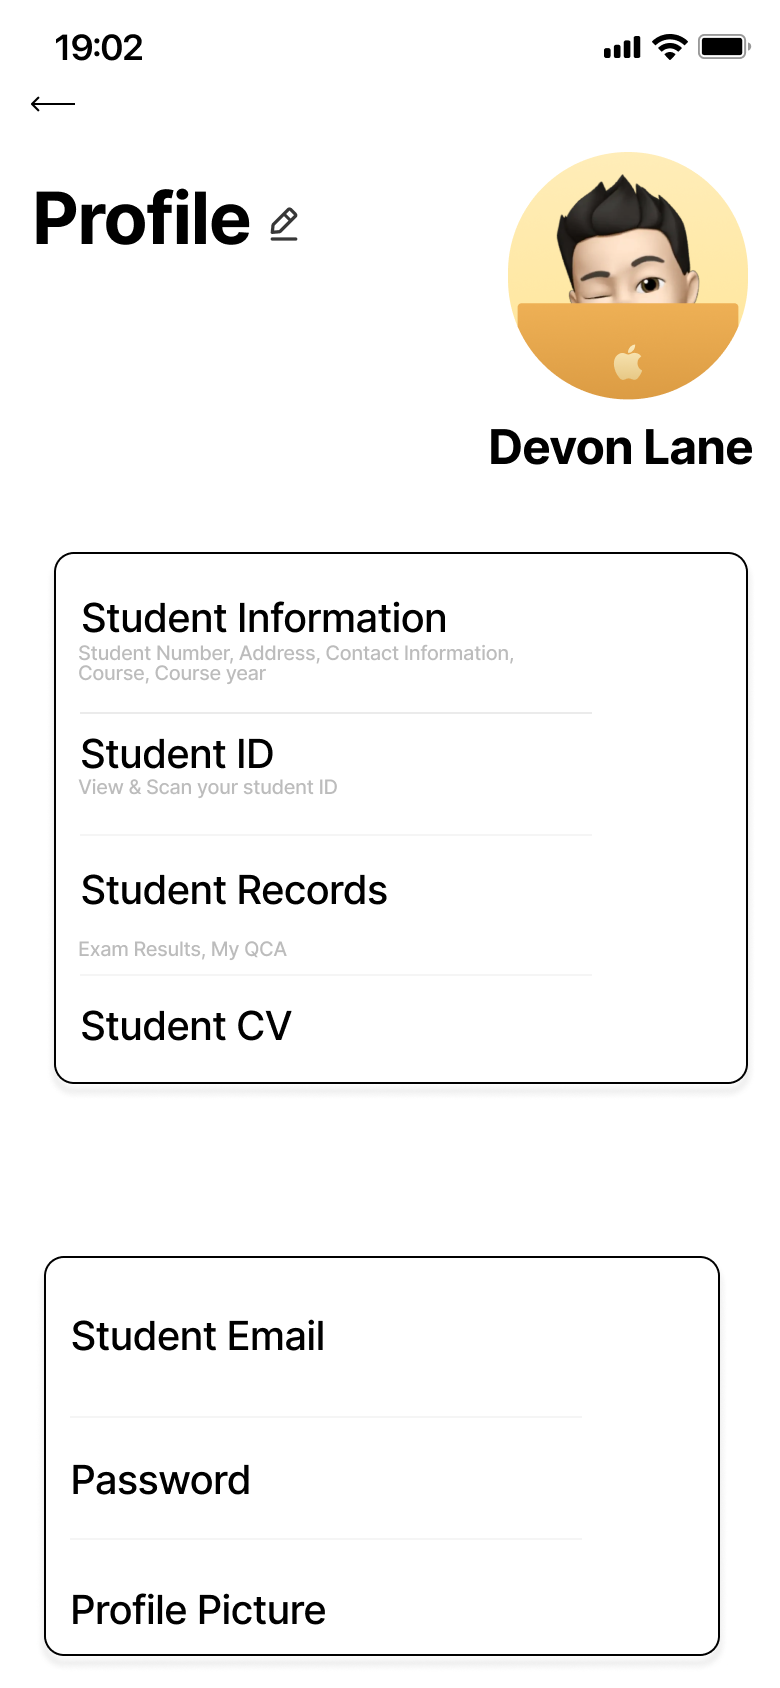 19:02
Profile
Devon Lane
Student Information
Student Number, Address, Contact Information,
Course, Course year
Student ID
View & Scan your student ID
Student Records
Exam Results, My QCA
Student CV
Student Email
Password
Profile Picture